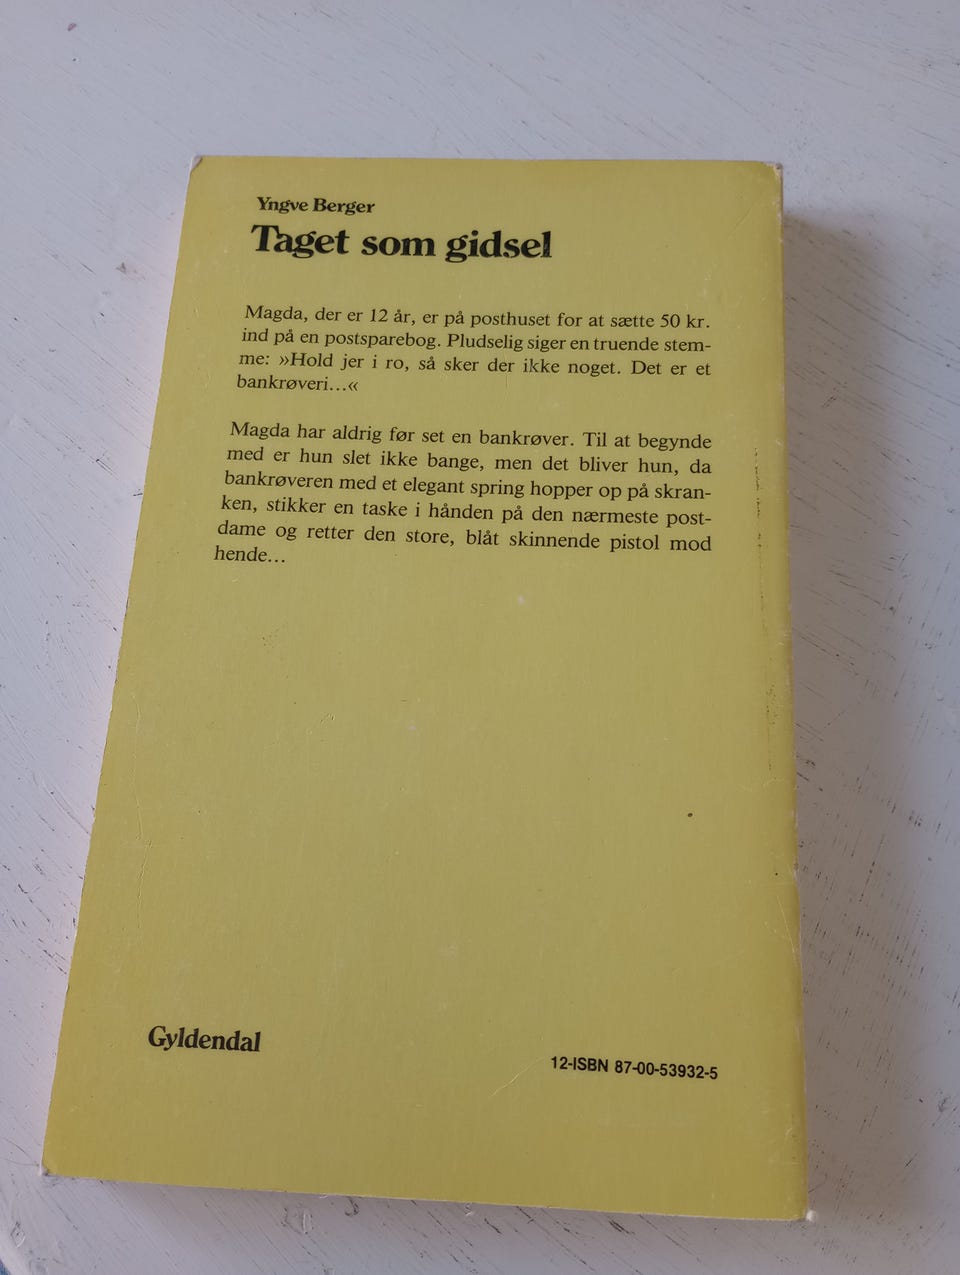 Yngve Berger
Taget som gidsel
Magda, der er 12 år, er på posthuset for at sætte 50 kr.
ind på en postsparebog. Pludselig siger en truende stem-
me: »Hold jer i ro, så sker der ikke noget. Det er et
bankrøveri...«
Magda har aldrig før set en bankrøver. Til at begynde
med er hun slet ikke bange, men det bliver hun, da
bankrøveren med et elegant spring hopper op på skran-
ken, stikker en taske i hånden på den nærmeste post-
dame og retter den store, blåt skinnende pistol mod
hende...
Gyldendal
12-ISBN 87-00-53932-5